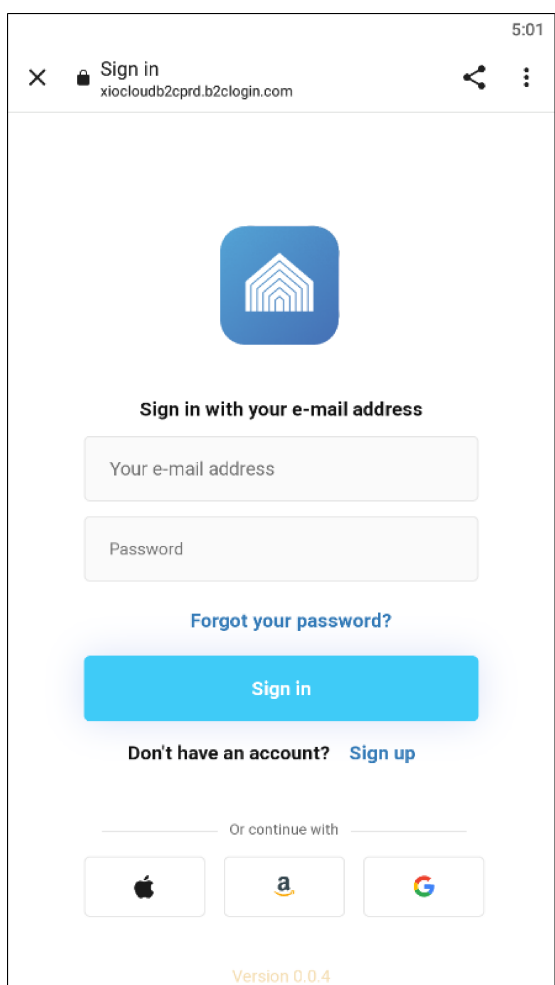 5:01
Sign in
xiocloudb2cprd.b2clogin.com
Sign in with your e-mail address
Your e-mail address
Password
Forgot your password?
Sign in
Don't have an account? Sign up
Or continue with
a
G
Version 0.0.4